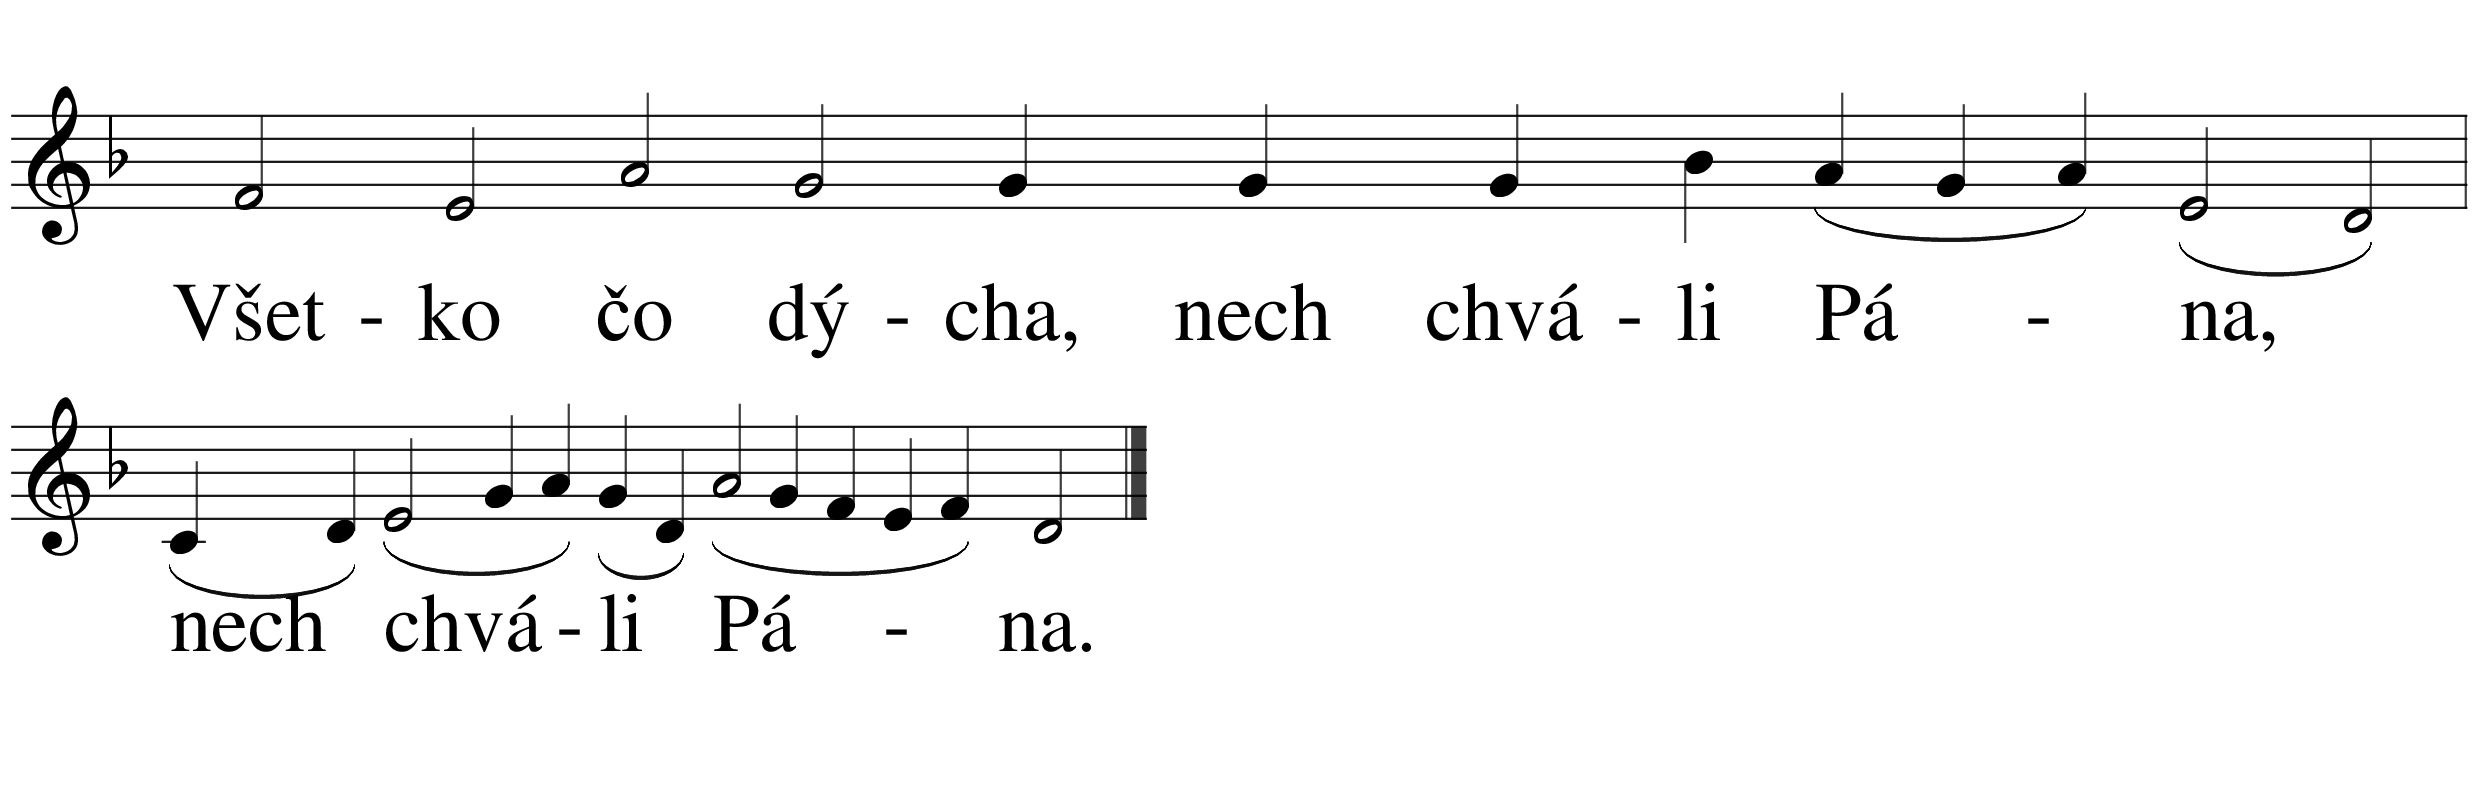 Všet - ko čo dý - cha, nech chvá - li Pá - na,
nech chvá - li Pá - na.